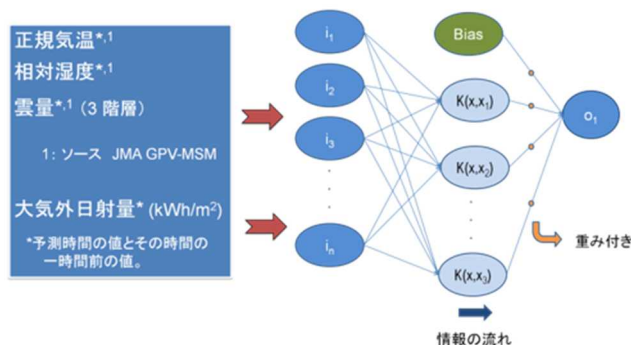 正規気温*,1
相対湿度*,1
雲量*,1 (3 階層)
1: ソース JMA GPV-MSM
大気外日射量* (kWh/m²)
*予測時間の値とその時間の
一時間前の値。
i₁
i₂
i₃
iₙ
Bias
K(x,x₁)
K(x,x₂)
K(x,x₃)
o₁
重み付き
情報の流れ